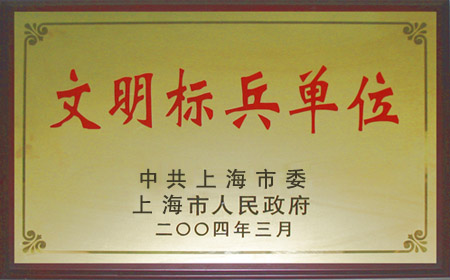 文明标兵单位
中共上海市委
上海市人民政府
二〇〇四年三月